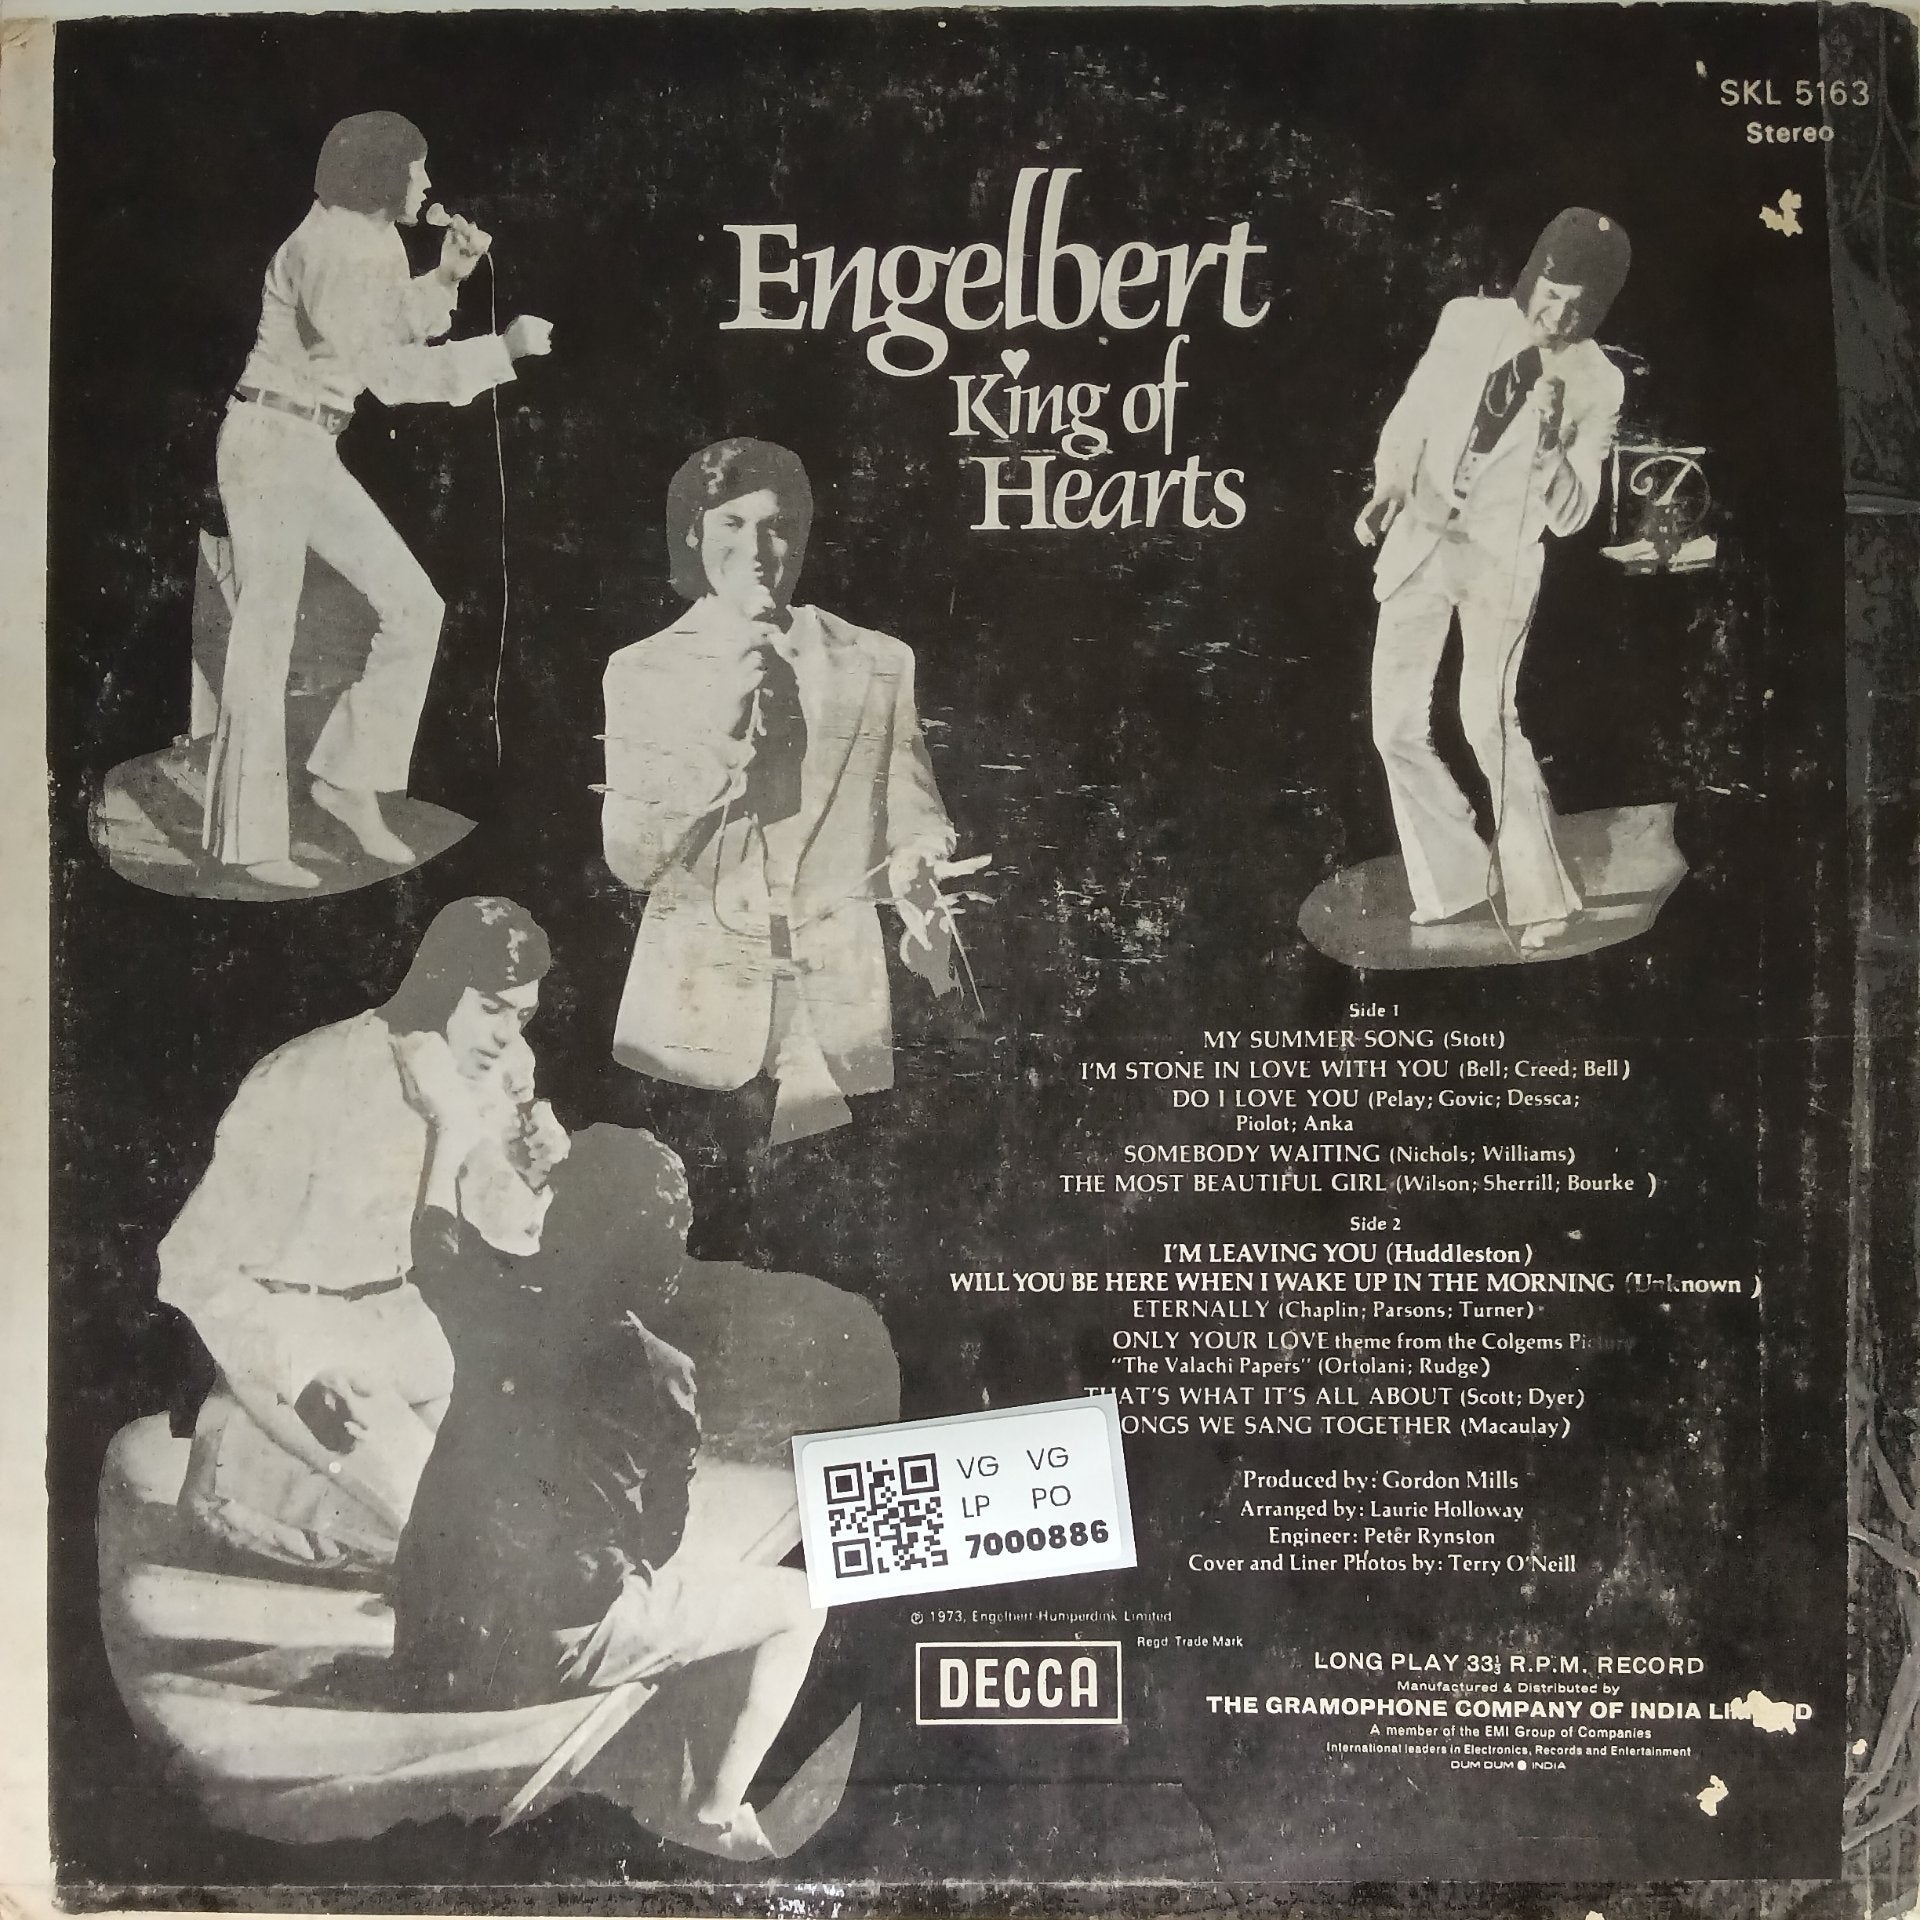 SKL 5163
Stereo
Engelbert
King of
Hearts
Side 1
MY SUMMER SONG (Stott)
I'M STONE IN LOVE WITH YOU (Bell; Creed; Bell)
DO I LOVE YOU (Pelay; Govic; Dessca;
Piolot; Anka
SOMEBODY WAITING (Nichols; Williams)
THE MOST BEAUTIFUL GIRL (Wilson; Sherrill; Bourke )
Side 2
I'M LEAVING YOU (Huddleston)
WILL YOU BE HERE WHEN I WAKE UP IN THE MORNING (Unknown )
ETERNALLY (Chaplin; Parsons; Turner)
ONLY YOUR LOVE theme from the Colgems
"The Valachi Papers" (Ortolani; Rudge)
THAT'S WHAT IT'S ALL ABOUT (Scott; Dyer)
ONGS WE SANG TOGETHER (Macaulay)
Produced by: Gordon Mills
Arranged by: Laurie Holloway
Engineer: Peter Rynston
Cover and Liner Photos by: Terry O'Neill
VG VG
LP PO
7000886
℗ 1973, Engelbert Humperdink Limited
Regd Trade Mark
DECCA
LONG PLAY 33⅓ R.P.M. RECORD
Manufactured & Distributed by
THE GRAMOPHONE COMPANY OF INDIA
A member of the EMI Group of Companies
International leaders in Electronics, Records and Entertainment
DUM DUM ● INDIA